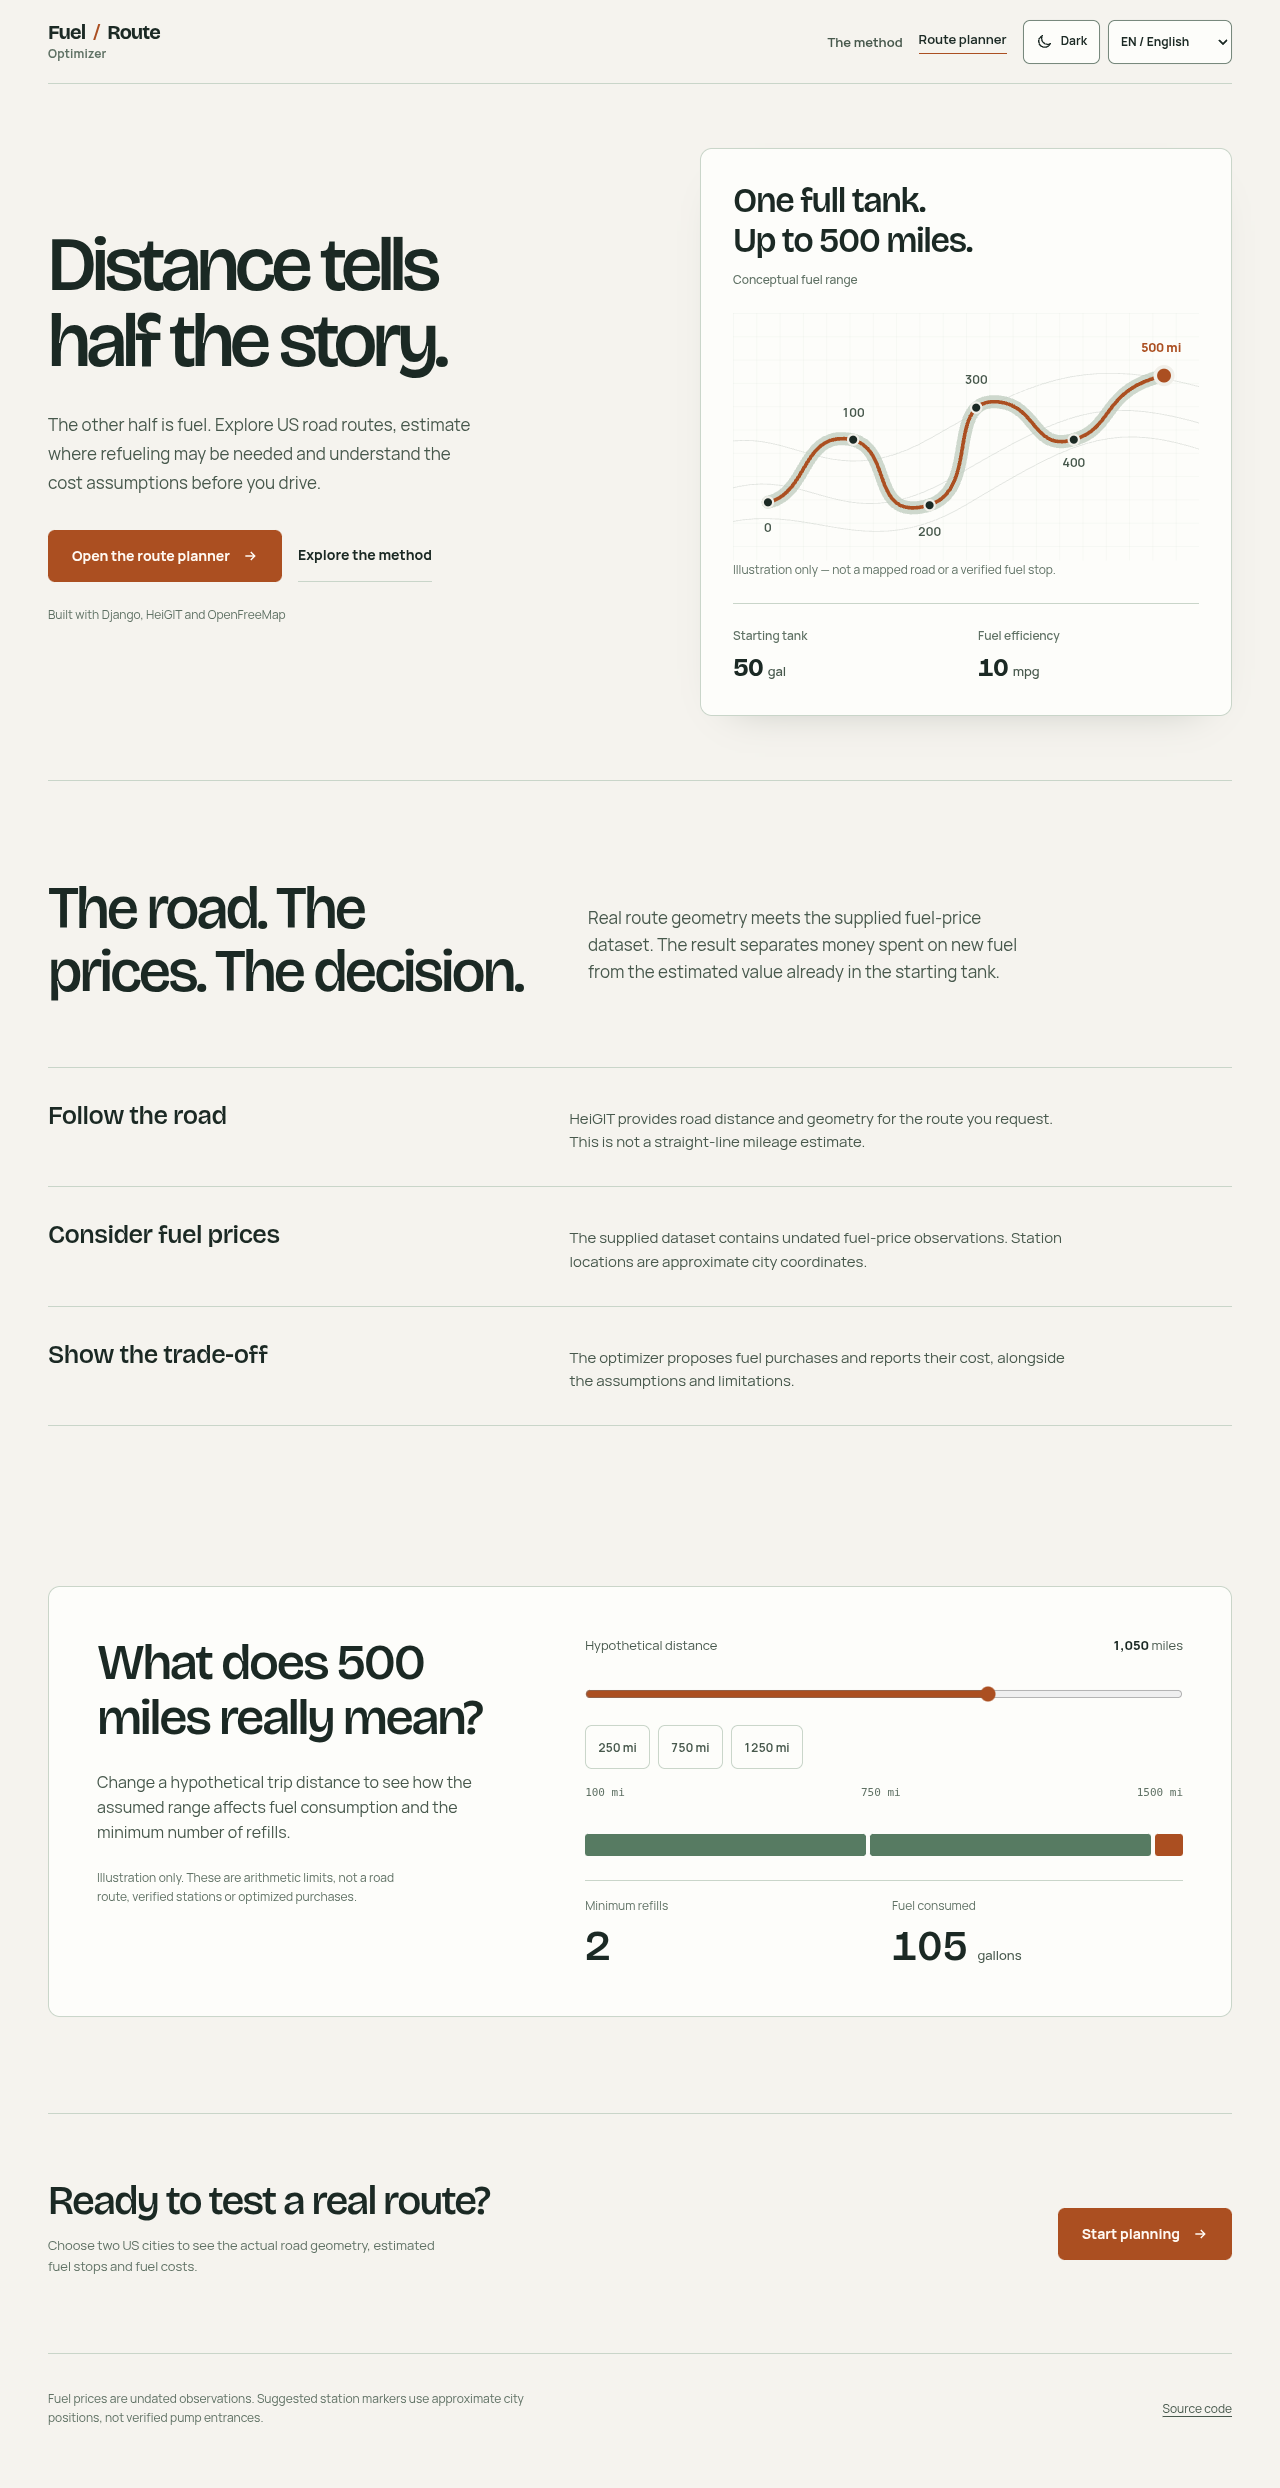 Fuel / Route
Optimizer
The method
Route planner
Dark
EN / English
Distance tells
half the story.
The other half is fuel. Explore US road routes, estimate
where refueling may be needed and understand the
cost assumptions before you drive.
Open the route planner →
Explore the method
Built with Django, HeiGIT and OpenFreeMap
One full tank.
Up to 500 miles.
Conceptual fuel range
500 mi
300
100
400
0
200
Illustration only — not a mapped road or a verified fuel stop.
Starting tank
50 gal
Fuel efficiency
10 mpg
The road. The
prices. The decision.
Real route geometry meets the supplied fuel-price
dataset. The result separates money spent on new fuel
from the estimated value already in the starting tank.
Follow the road
HeiGIT provides road distance and geometry for the route you request.
This is not a straight-line mileage estimate.
Consider fuel prices
The supplied dataset contains undated fuel-price observations. Station
locations are approximate city coordinates.
Show the trade-off
The optimizer proposes fuel purchases and reports their cost, alongside
the assumptions and limitations.
What does 500
miles really mean?
Change a hypothetical trip distance to see how the
assumed range affects fuel consumption and the
minimum number of refills.
Illustration only. These are arithmetic limits, not a road
route, verified stations or optimized purchases.
Hypothetical distance
1,050 miles
250 mi
750 mi
1250 mi
100 mi
750 mi
1500 mi
Minimum refills
2
Fuel consumed
105 gallons
Ready to test a real route?
Choose two US cities to see the actual road geometry, estimated
fuel stops and fuel costs.
Start planning →
Fuel prices are undated observations. Suggested station markers use approximate city
positions, not verified pump entrances.
Source code